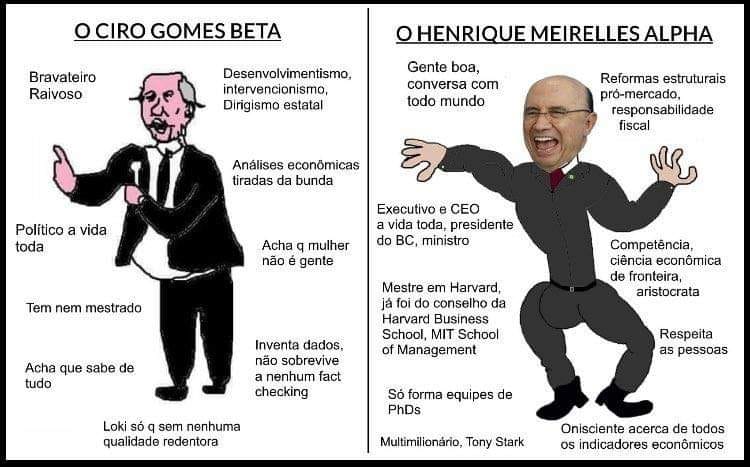 O CIRO GOMES BETA
Bravateiro
Raivoso
Desenvolvimentismo,
intervencionismo,
Dirigismo estatal
Análises econômicas
tiradas da bunda
Político a vida
toda
Acha q mulher
não é gente
Tem nem mestrado
Acha que sabe de
tudo
Inventa dados,
não sobrevive
a nenhum fact
checking
Loki só q sem nenhuma
qualidade redentora
O HENRIQUE MEIRELLES ALPHA
Gente boa,
conversa com
todo mundo
Reformas estruturais
pró-mercado,
responsabilidade
fiscal
Executivo e CEO
a vida toda, presidente
do BC, ministro
Competência,
ciência econômica
de fronteira,
aristocrata
Mestre em Harvard,
já foi do conselho da
Harvard Business
School, MIT School
of Management
Respeita
as pessoas
Só forma equipes de
PhDs
Multimilionário, Tony Stark
Onisciente acerca de todos
os indicadores econômicos